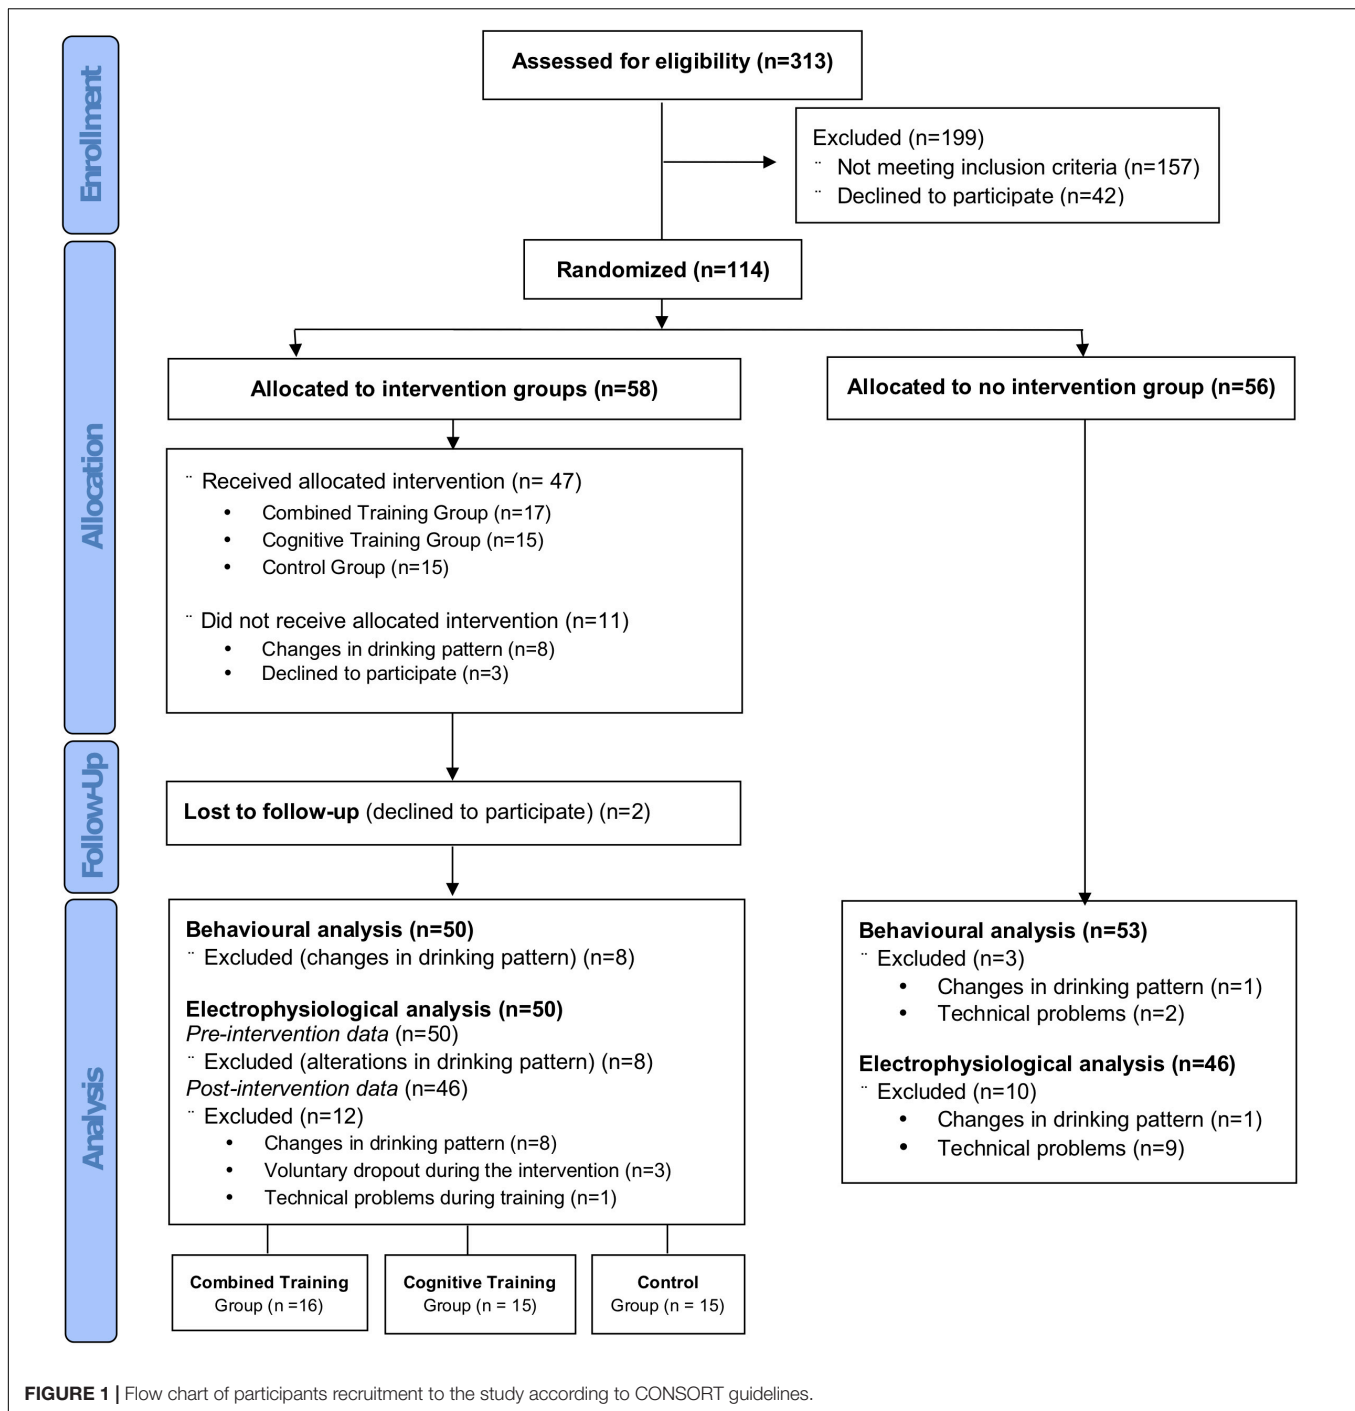 Enrollment
Assessed for eligibility (n=313)
Excluded (n=199)
¨ Not meeting inclusion criteria (n=157)
¨ Declined to participate (n=42)
Randomized (n=114)
Allocation
Allocated to intervention groups (n=58)
Allocated to no intervention group (n=56)
¨ Received allocated intervention (n= 47)
• Combined Training Group (n=17)
• Cognitive Training Group (n=15)
• Control Group (n=15)
¨ Did not receive allocated intervention (n=11)
• Changes in drinking pattern (n=8)
• Declined to participate (n=3)
Follow-Up
Lost to follow-up (declined to participate) (n=2)
Analysis
Behavioural analysis (n=50)
¨ Excluded (changes in drinking pattern) (n=8)
Electrophysiological analysis (n=50)
Pre-intervention data (n=50)
¨ Excluded (alterations in drinking pattern) (n=8)
Post-intervention data (n=46)
¨ Excluded (n=12)
• Changes in drinking pattern (n=8)
• Voluntary dropout during the intervention (n=3)
• Technical problems during training (n=1)
Behavioural analysis (n=53)
¨ Excluded (n=3)
• Changes in drinking pattern (n=1)
• Technical problems (n=2)
Electrophysiological analysis (n=46)
¨ Excluded (n=10)
• Changes in drinking pattern (n=1)
• Technical problems (n=9)
Combined Training
Group (n =16)
Cognitive Training
Group (n = 15)
Control
Group (n = 15)
FIGURE 1 | Flow chart of participants recruitment to the study according to CONSORT guidelines.